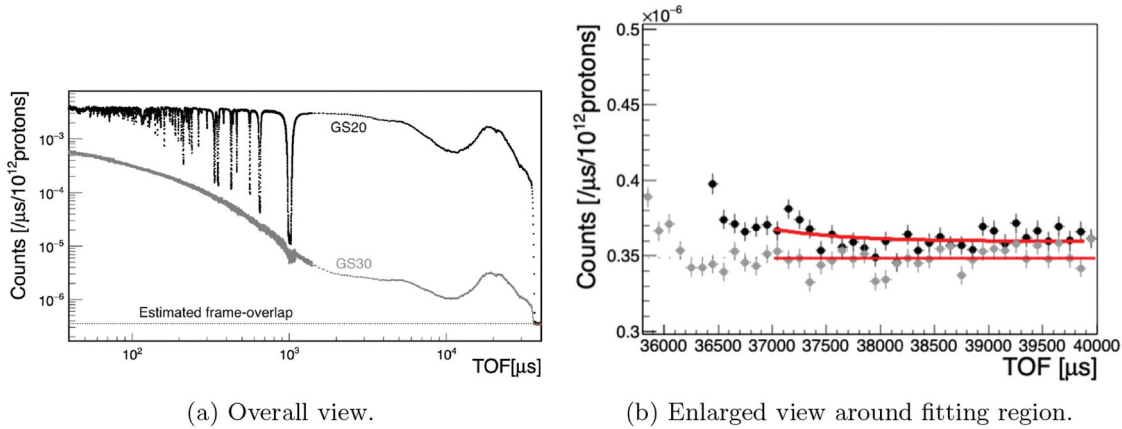 Counts [/μs/10¹²protons]
10⁻³
10⁻⁴
10⁻⁵
10⁻⁶
GS20
GS30
Estimated frame-overlap
10²
10³
10⁴
TOF[μs]
(a) Overall view.
×10⁻⁶
Counts [/μs/10¹²protons]
0.5
0.45
0.4
0.35
0.3
36000 36500 37000 37500 38000 38500 39000 39500 40000
TOF [μs]
(b) Enlarged view around fitting region.